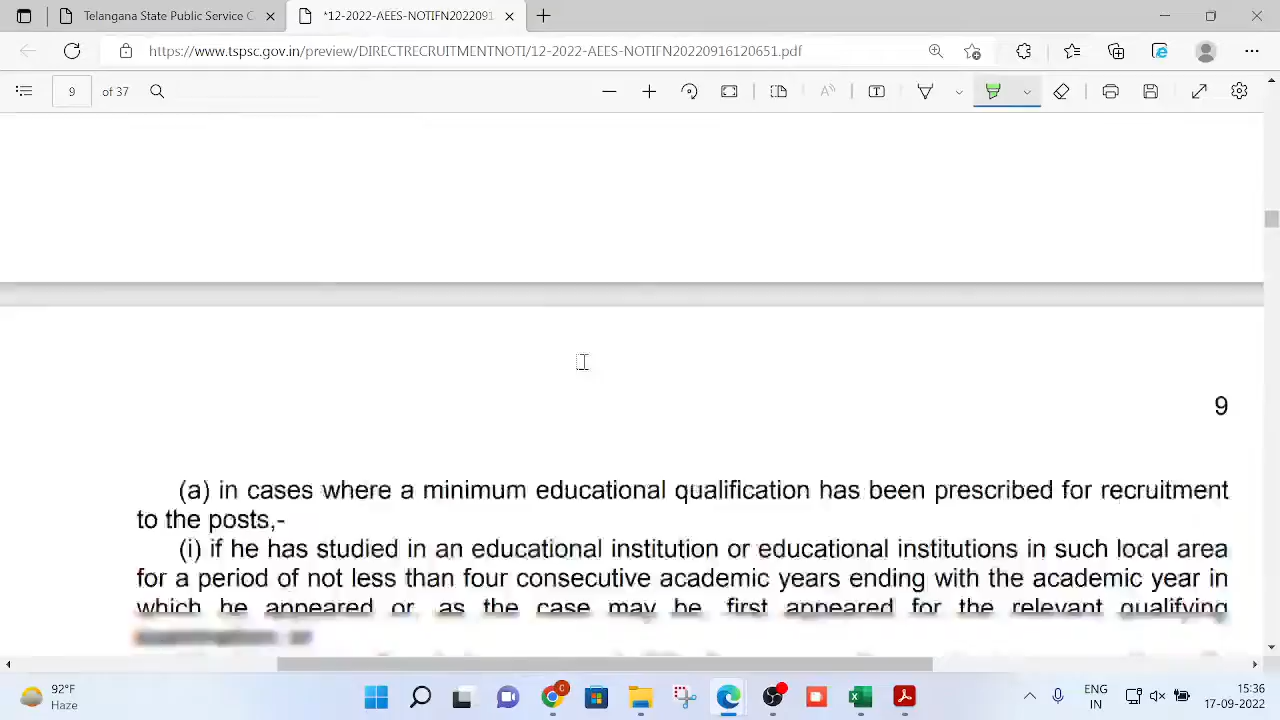 Telangana State Public Service C
*12-2022-AEES-NOTIFN2022091
https://www.tspsc.gov.in/preview/DIRECTRECRUITMENTNOTI/12-2022-AEES-NOTIFN20220916120651.pdf
9 of 37
9
(a) in cases where a minimum educational qualification has been prescribed for recruitment
to the posts,-
(i) if he has studied in an educational institution or educational institutions in such local area
for a period of not less than four consecutive academic years ending with the academic year in
which he appeared or, as the case may be, first appeared for the relevant qualifying
92°F
Haze
ENG
IN
15:36
17-09-2022